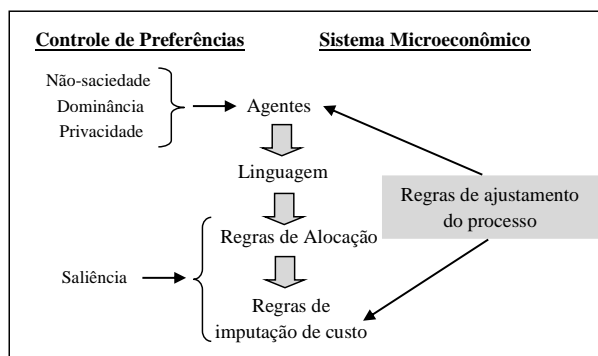 Controle de Preferências
Sistema Microeconômico
Não-saciedade
Dominância
Privacidade
Agentes
Linguagem
Regras de ajustamento
do processo
Regras de Alocação
Saliência
Regras de
imputação de custo